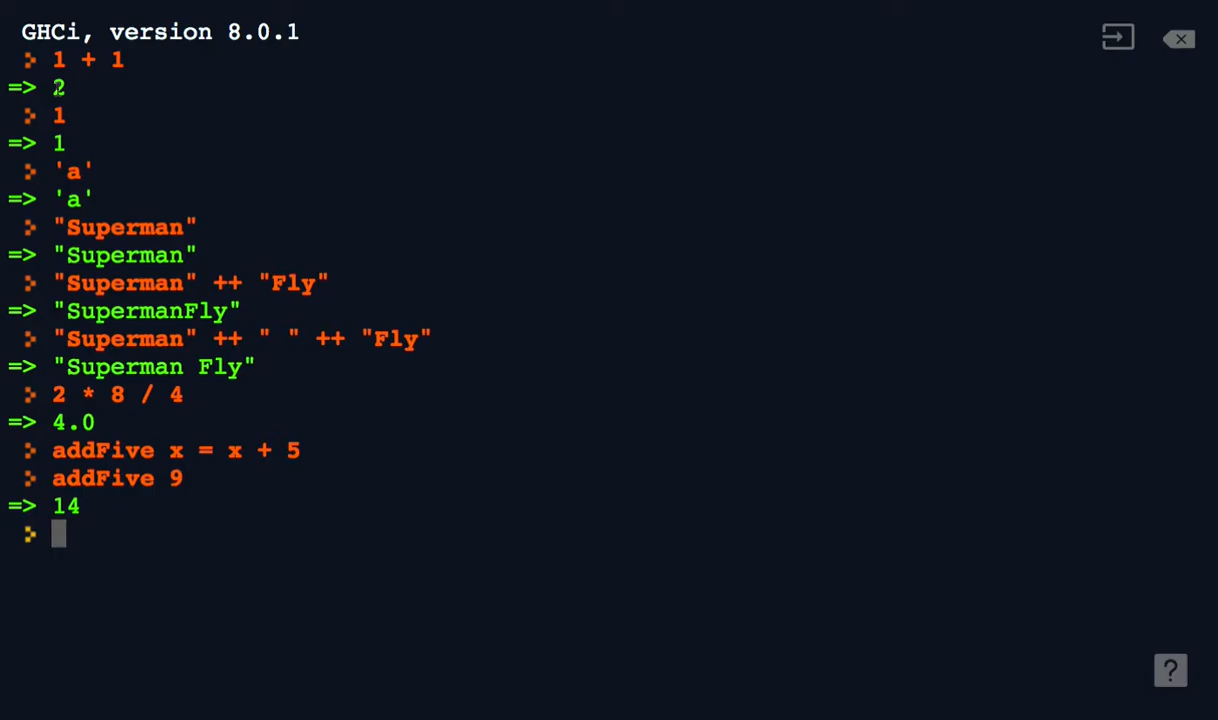 GHCi, version 8.0.1
> 1 + 1
=> 2
> 1
=> 1
> 'a'
=> 'a'
> "Superman"
=> "Superman"
> "Superman" ++ "Fly"
=> "SupermanFly"
> "Superman" ++ " " ++ "Fly"
=> "Superman Fly"
> 2 * 8 / 4
=> 4.0
> addFive x = x + 5
> addFive 9
=> 14
>
?